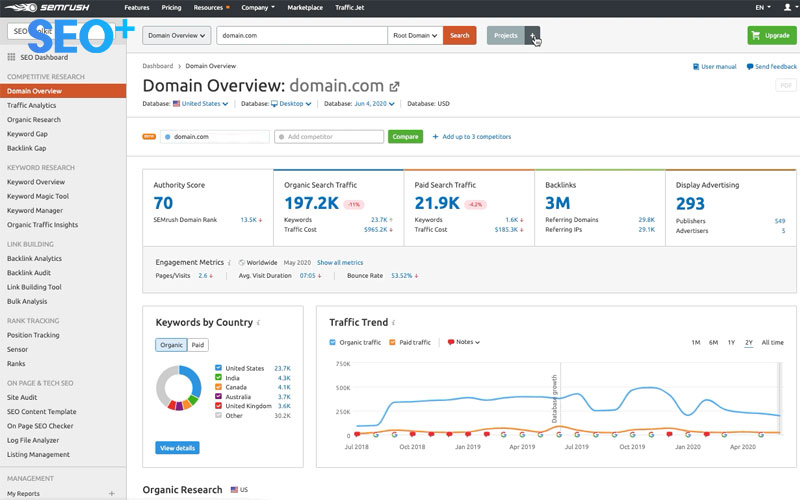 SEMRUSH
Features Pricing Resources Company Marketplace Traffic Jet EN
SEO+
Domain Overview domain.com Root Domain Search Projects + Upgrade
SEO Dashboard
COMPETITIVE RESEARCH
Domain Overview
Traffic Analytics
Organic Research
Keyword Gap
Backlink Gap
KEYWORD RESEARCH
Keyword Overview
Keyword Magic Tool
Keyword Manager
Organic Traffic Insights
LINK BUILDING
Backlink Analytics
Backlink Audit
Link Building Tool
Bulk Analysis
RANK TRACKING
Position Tracking
Sensor
Ranks
ON PAGE & TECH SEO
Site Audit
SEO Content Template
On Page SEO Checker
Log File Analyzer
Listing Management
MANAGEMENT
My Reports +
Dashboard > Domain Overview
User manual Send feedback
Domain Overview: domain.com
PDF
Database: United States Database: Desktop Database: Jun 4, 2020 Database: USD
BETA domain.com Add competitor Compare + Add up to 3 competitors
Authority Score
70
SEMrush Domain Rank 13.5K
Organic Search Traffic
197.2K -11%
Keywords 23.7K
Traffic Cost $965.2K
Paid Search Traffic
21.9K -4.2%
Keywords 1.6K
Traffic Cost $185.3K
Backlinks
3M
Referring Domains 29.8K
Referring IPs 29.1K
Display Advertising
293
Publishers 549
Advertisers 5
Engagement Metrics i Worldwide May 2020 Show all metrics
Pages/Visits 2.6 Avg. Visit Duration 07:05 Bounce Rate 53.52%
Keywords by Country i
Organic Paid
United States 23.7K
India 4.3K
Canada 4.1K
Australia 3.7K
United Kingdom 3.6K
Other 30.2K
View details
Traffic Trend i
Organic traffic Paid traffic Notes 1M 6M 1Y 2Y All time
750K
500K
250K
0
Database growth
Jul 2018 Oct 2018 Jan 2019 Apr 2019 Jul 2019 Oct 2019 Jan 2020 Apr 2020
Organic Research US